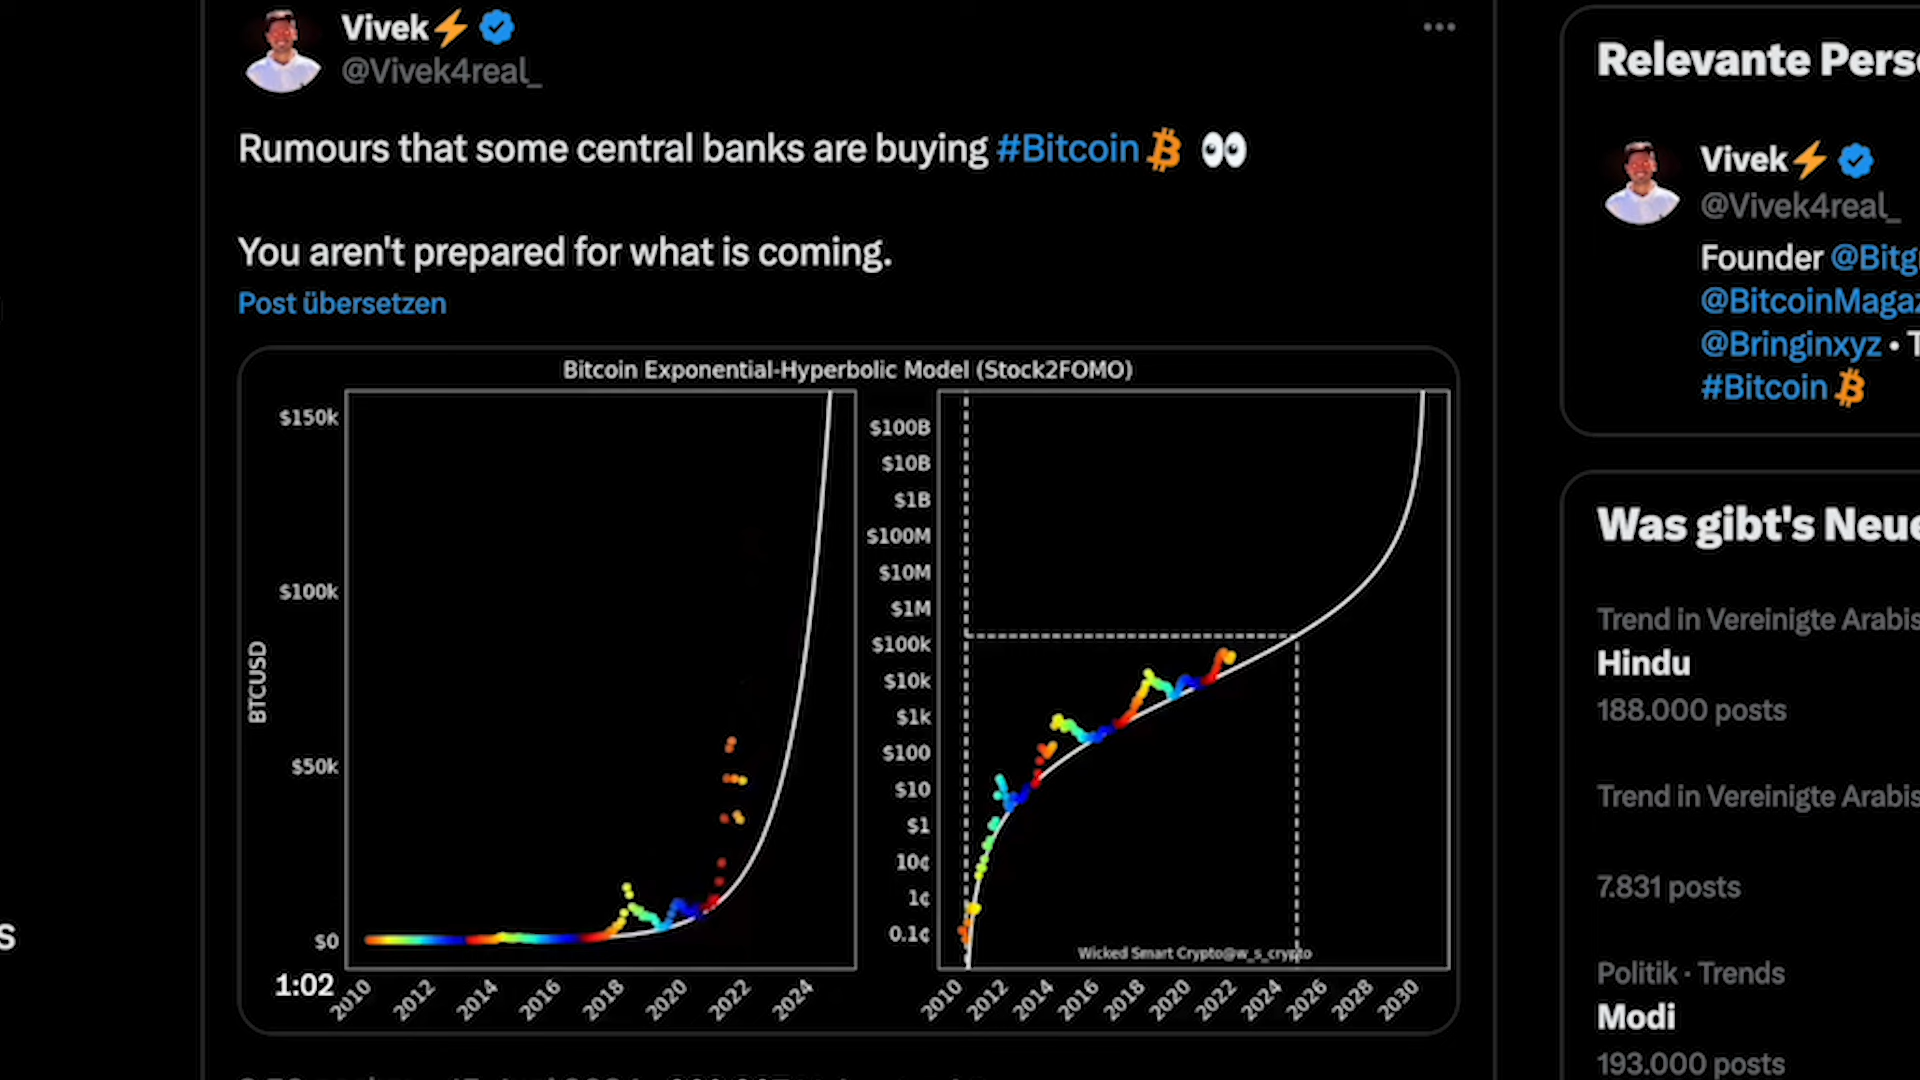 Vivek⚡
@Vivek4real_
Rumours that some central banks are buying #Bitcoin 👀
You aren't prepared for what is coming.
Post übersetzen
Bitcoin Exponential-Hyperbolic Model (Stock2FOMO)
BTCUSD
$150k
$100k
$50k
$0
2010 2012 2014 2016 2018 2020 2022 2024
1:02
$100B
$10B
$1B
$100M
$10M
$1M
$100k
$10k
$1k
$100
$10
$1
10¢
1¢
0.1¢
Wicked Smart Crypto@w_s_crypto
2010 2012 2014 2016 2018 2020 2022 2024 2026 2028 2030
Relevante Perso
Vivek⚡
@Vivek4real_
Founder @Bitg
@BitcoinMagaz
@Bringinxyz • T
#Bitcoin
Was gibt's Neue
Trend in Vereinigte Arabis
Hindu
188.000 posts
Trend in Vereinigte Arabis
7.831 posts
Politik · Trends
Modi
193.000 posts
s